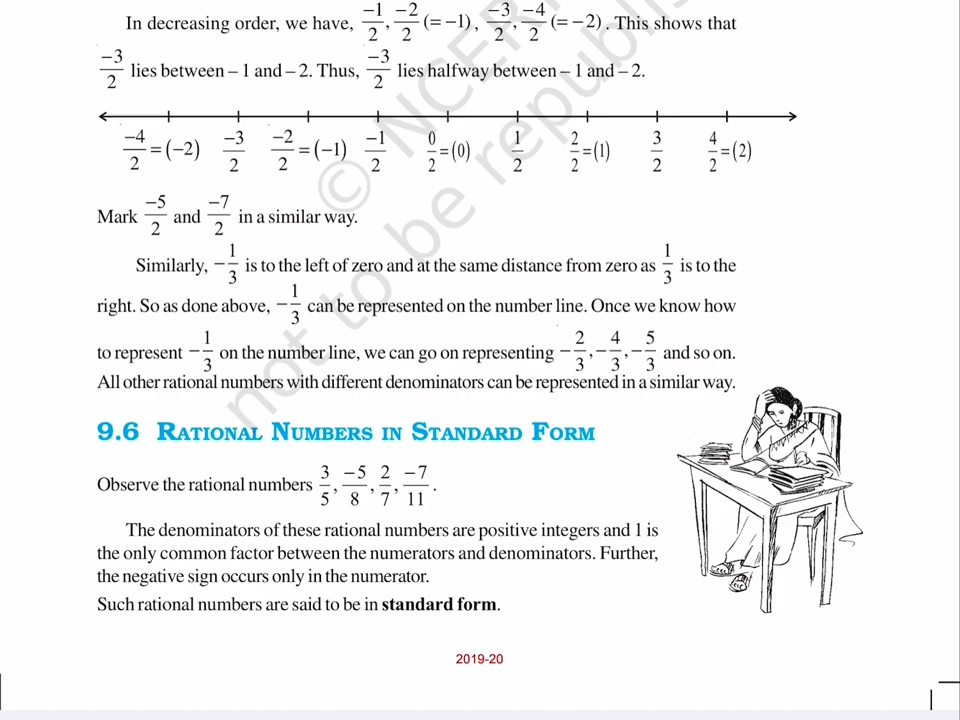 In decreasing order, we have, -1/2, -2/2 (= -1), -3/2, -4/2 (= -2). This shows that
-3/2 lies between – 1 and – 2. Thus, -3/2 lies halfway between – 1 and – 2.
-4/2 = (-2) -3/2 -2/2 = (-1) -1/2 0/2 = (0) 1/2 2/2 = (1) 3/2 4/2 = (2)
Mark -5/2 and -7/2 in a similar way.
Similarly, -1/3 is to the left of zero and at the same distance from zero as 1/3 is to the
right. So as done above, -1/3 can be represented on the number line. Once we know how
to represent -1/3 on the number line, we can go on representing -2/3, -4/3, -5/3 and so on.
All other rational numbers with different denominators can be represented in a similar way.
9.6 RATIONAL NUMBERS IN STANDARD FORM
Observe the rational numbers 3/5, -5/8, 2/7, -7/11.
The denominators of these rational numbers are positive integers and 1 is
the only common factor between the numerators and denominators. Further,
the negative sign occurs only in the numerator.
Such rational numbers are said to be in standard form.
2019-20
© NCER
not to be republis